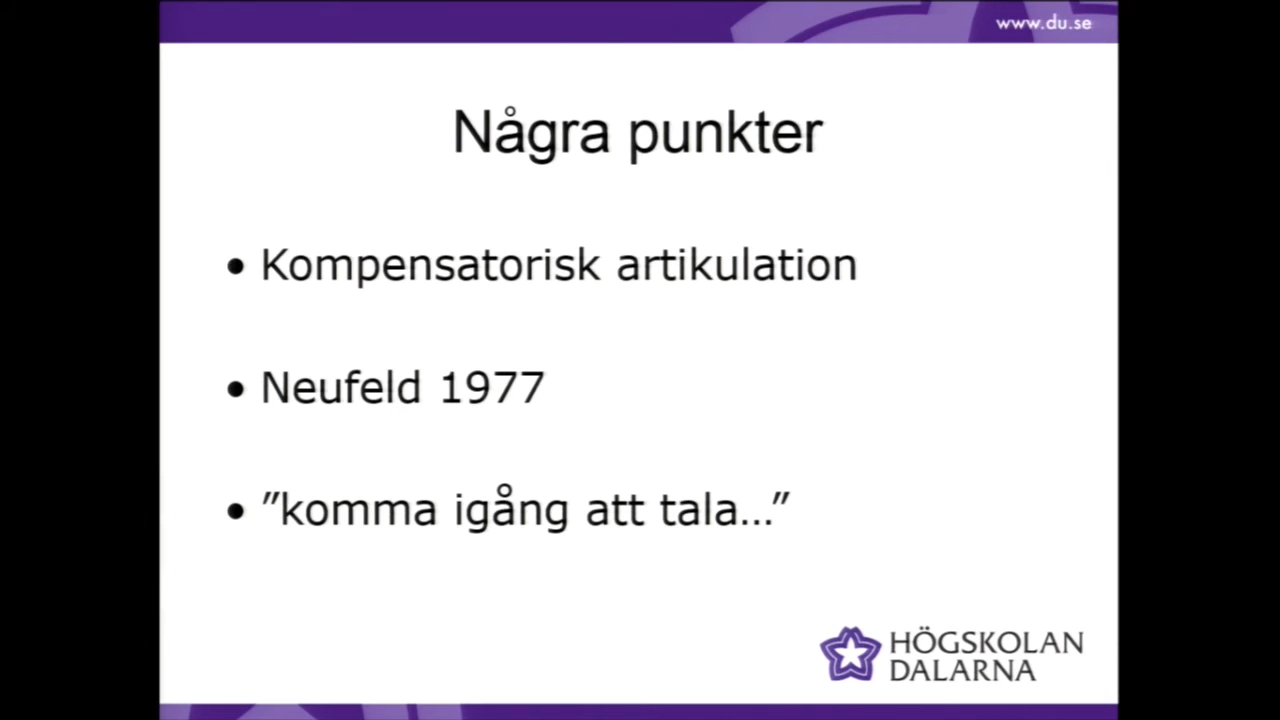 www.du.se
Några punkter
• Kompensatorisk artikulation
• Neufeld 1977
• ”komma igång att tala…”
HÖGSKOLAN
DALARNA